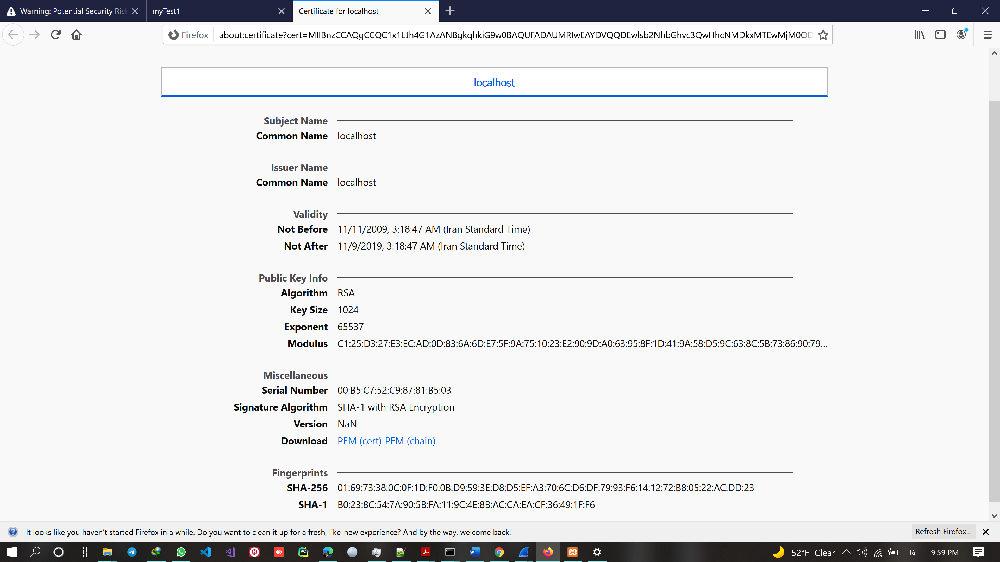 Warning: Potential Security Risk
myTest1
Certificate for localhost
Firefox
about:certificate?cert=MIIBnzCCAQgCCQC1x1LJh4G1AzANBgkqhkiG9w0BAQUFADAUMRIwEAYDVQQDEwlsb2NhbGhvc3QwHhcNMDkxMTEwMjM0OD
localhost
Subject Name
Common Name localhost
Issuer Name
Common Name localhost
Validity
Not Before 11/11/2009, 3:18:47 AM (Iran Standard Time)
Not After 11/9/2019, 3:18:47 AM (Iran Standard Time)
Public Key Info
Algorithm RSA
Key Size 1024
Exponent 65537
Modulus C1:25:D3:27:E3:EC:AD:0D:83:6A:6D:E7:5F:9A:75:10:23:E2:90:9D:A0:63:95:8F:1D:41:9A:58:D5:9C:63:8C:5B:73:86:90:79...
Miscellaneous
Serial Number 00:B5:C7:52:C9:87:81:B5:03
Signature Algorithm SHA-1 with RSA Encryption
Version NaN
Download PEM (cert) PEM (chain)
Fingerprints
SHA-256 01:69:73:38:0C:0F:1D:F0:0B:D9:59:3E:D8:D5:EF:A3:70:6C:D6:DF:79:93:F6:14:12:72:B8:05:22:AC:DD:23
SHA-1 B0:23:8C:54:7A:90:5B:FA:11:9C:4E:8B:AC:CA:EA:CF:36:49:1F:F6
It looks like you haven’t started Firefox in a while. Do you want to clean it up for a fresh, like-new experience? And by the way, welcome back!
Refresh Firefox...
52°F Clear
فا
9:59 PM